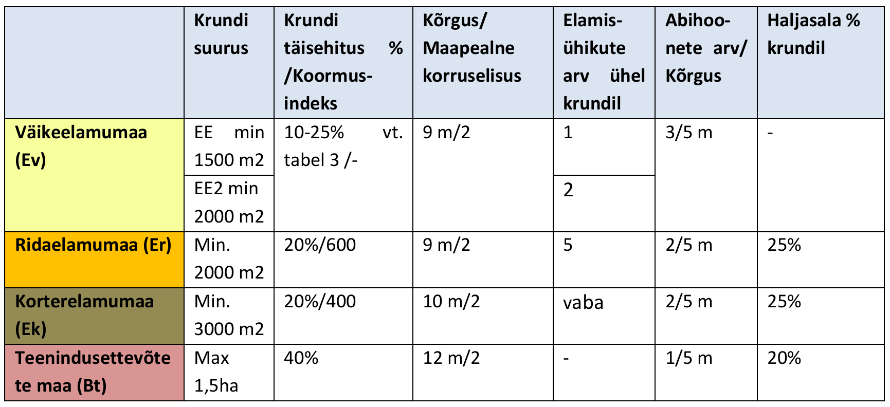 Krundi
suurus
Krundi
täisehitus %
/Koormus-
indeks
Kõrgus/
Maapealne
korruselisus
Elamis-
ühikute
arv ühel
krundil
Abihoo-
nete arv/
Kõrgus
Haljasala %
krundil
Väikeelamumaa
(Ev)
EE min
1500 m2
EE2 min
2000 m2
10-25% vt.
tabel 3 /-
9 m/2
1
2
3/5 m
-
Ridaelamumaa (Er)
Min.
2000 m2
20%/600
9 m/2
5
2/5 m
25%
Korterelamumaa
(Ek)
Min.
3000 m2
20%/400
10 m/2
vaba
2/5 m
25%
Teenindusettevõte
te maa (Bt)
Max
1,5ha
40%
12 m/2
-
1/5 m
20%